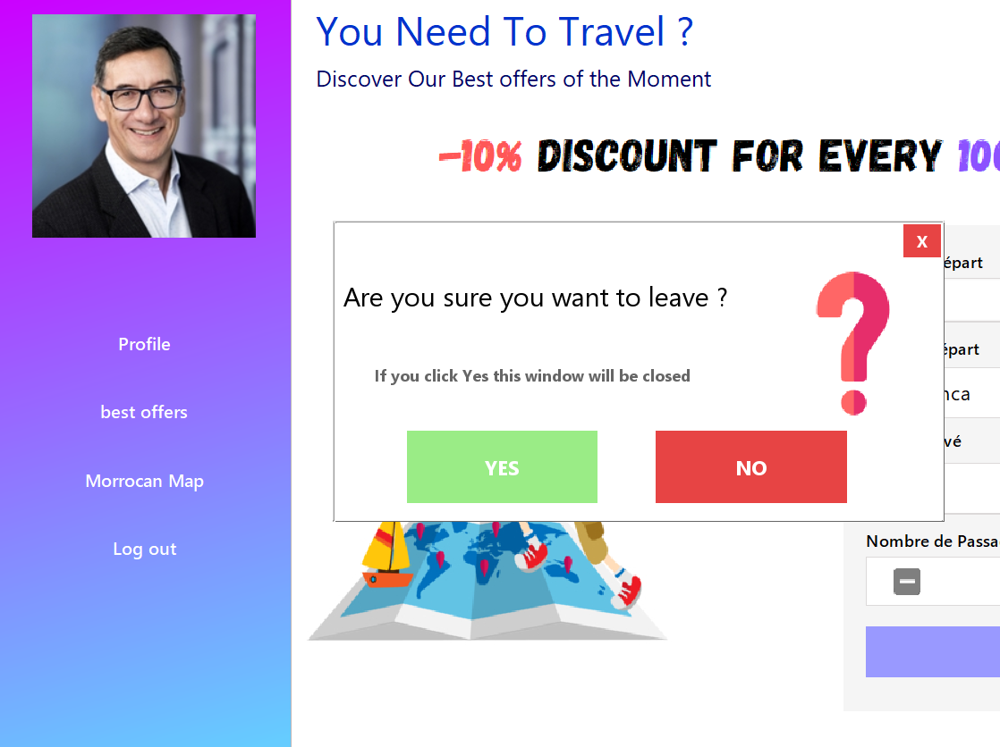 You Need To Travel ?
Discover Our Best offers of the Moment
-10% DISCOUNT FOR EVERY 100
Profile
best offers
Morrocan Map
Log out
X
Are you sure you want to leave ?
If you click Yes this window will be closed
YES
NO
épart
épart
nca
vé
Nombre de Passa